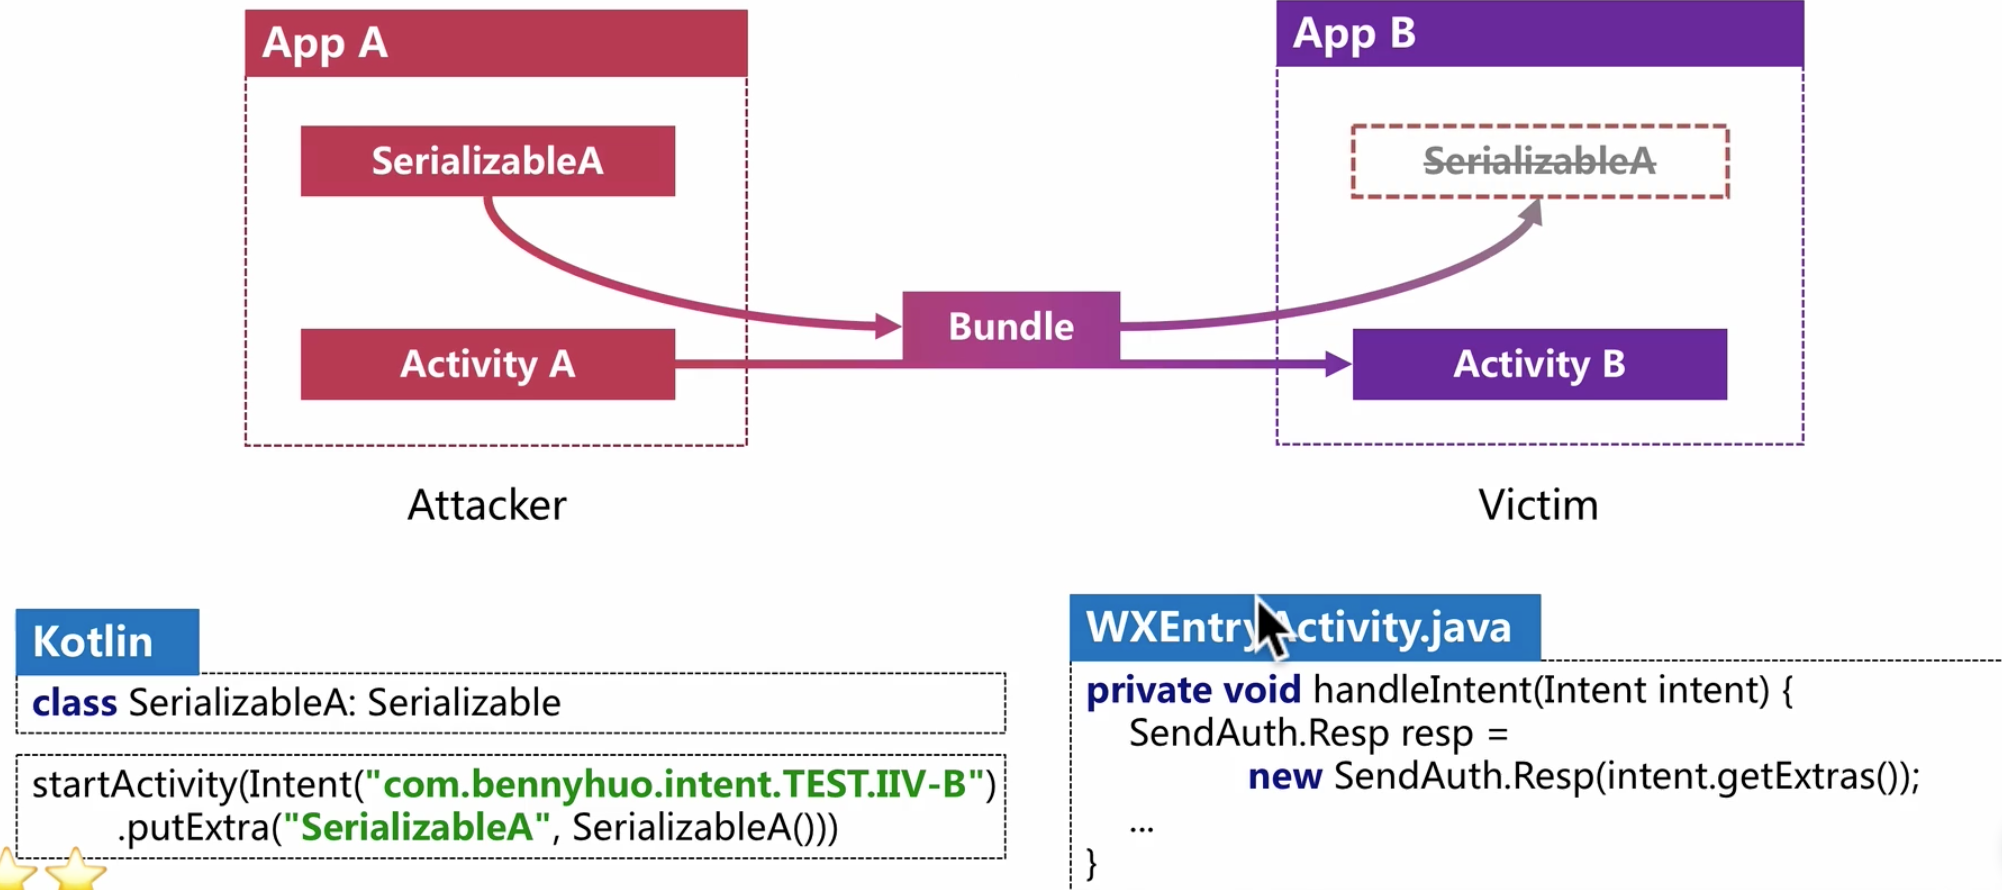 App A
App B
SerializableA
SerializableA
Bundle
Activity A
Activity B
Attacker
Victim
Kotlin
class SerializableA: Serializable
startActivity(Intent("com.bennyhuo.intent.TEST.IIV-B")
.putExtra("SerializableA", SerializableA()))
WXEntryActivity.java
private void handleIntent(Intent intent) {
SendAuth.Resp resp =
new SendAuth.Resp(intent.getExtras());
...
}